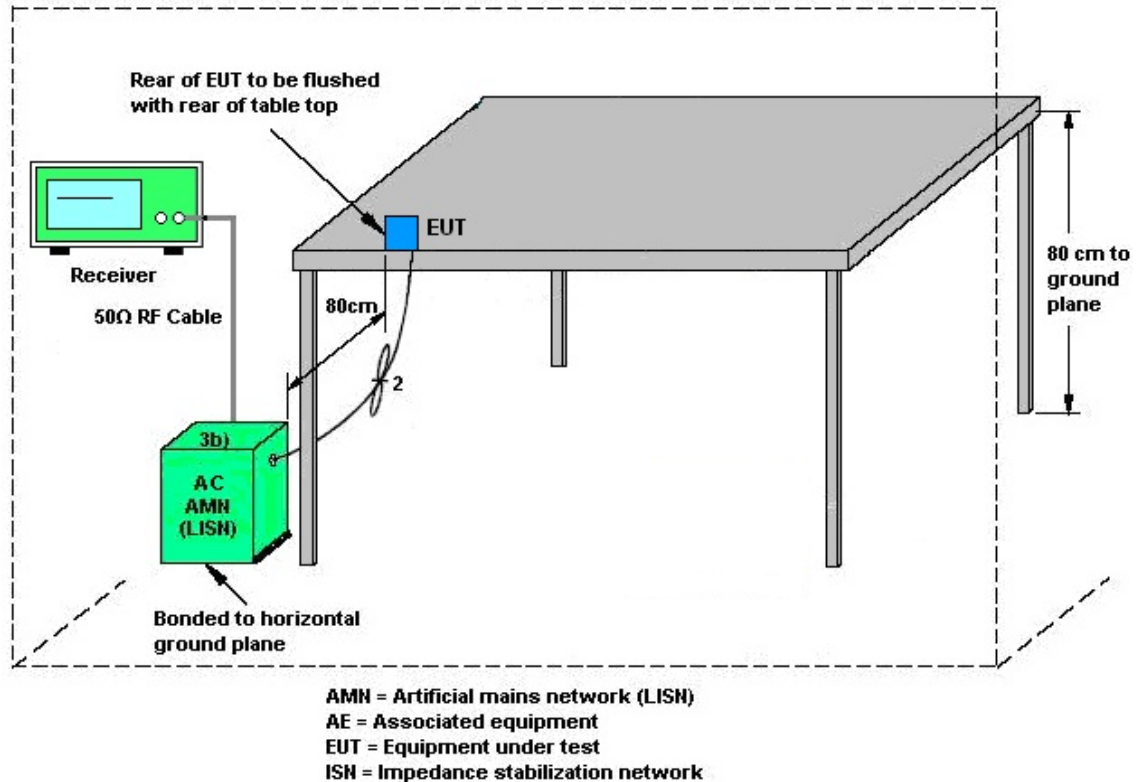 Rear of EUT to be flushed
with rear of table top
EUT
Receiver
50Ω RF Cable
80cm
80 cm to
ground
plane
2
3b)
AC
AMN
(LISN)
Bonded to horizontal
ground plane
AMN = Artificial mains network (LISN)
AE = Associated equipment
EUT = Equipment under test
ISN = Impedance stabilization network